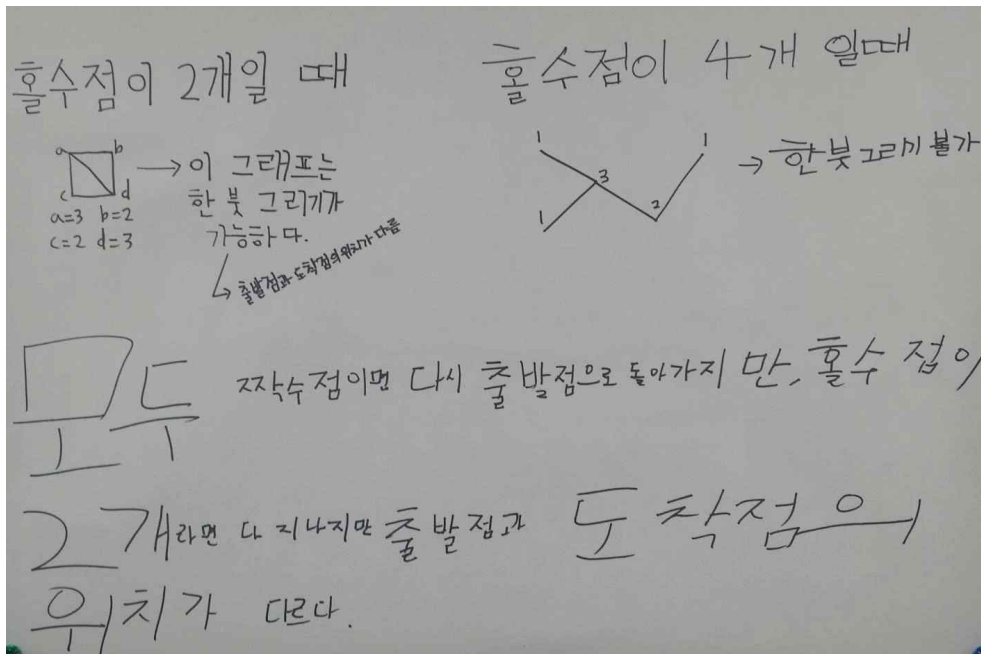 홀수점이 2개일 때
a b
c d
a=3 b=2
c=2 d=3
→ 이 그래프는
한 붓 그리기가
가능하다.
↳ 출발점과 도착점의 위치가 다름
홀수점이 4개 일때
1 1
3
1 2
→ 한붓그리기 불가
모두 짝수점이면 다시 출발점으로 돌아가지 만, 홀수 점이
2개라면 다 지나지만 출발점과 도착점의
위치가 다르다.